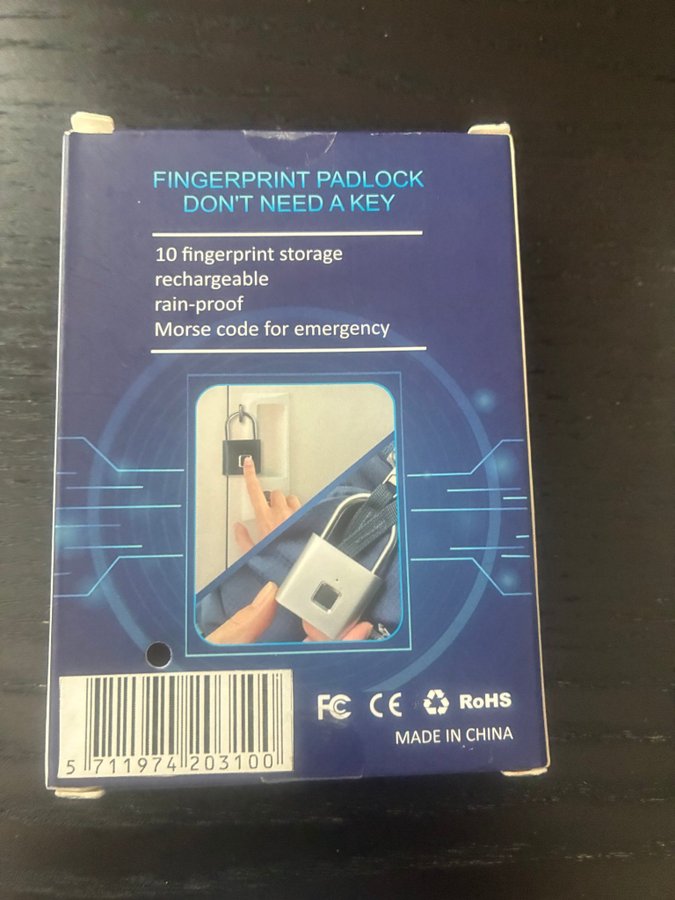 FINGERPRINT PADLOCK
DON'T NEED A KEY
10 fingerprint storage
rechargeable
rain-proof
Morse code for emergency
5 711974 203100
FC CE RoHS
MADE IN CHINA